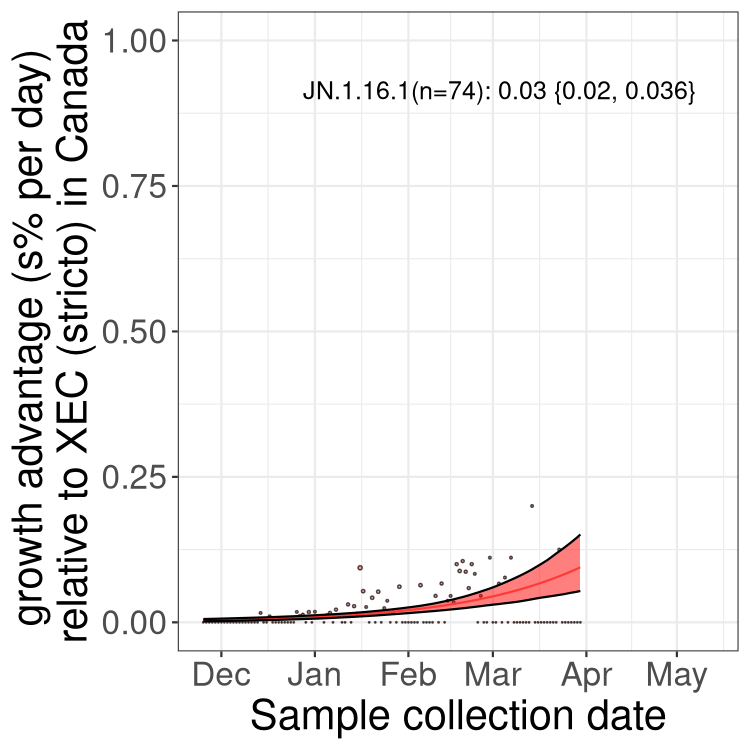 growth advantage (s% per day)
relative to XEC (stricto) in Canada
1.00
0.75
0.50
0.25
0.00
JN.1.16.1(n=74): 0.03 {0.02, 0.036}
Dec Jan Feb Mar Apr May
Sample collection date